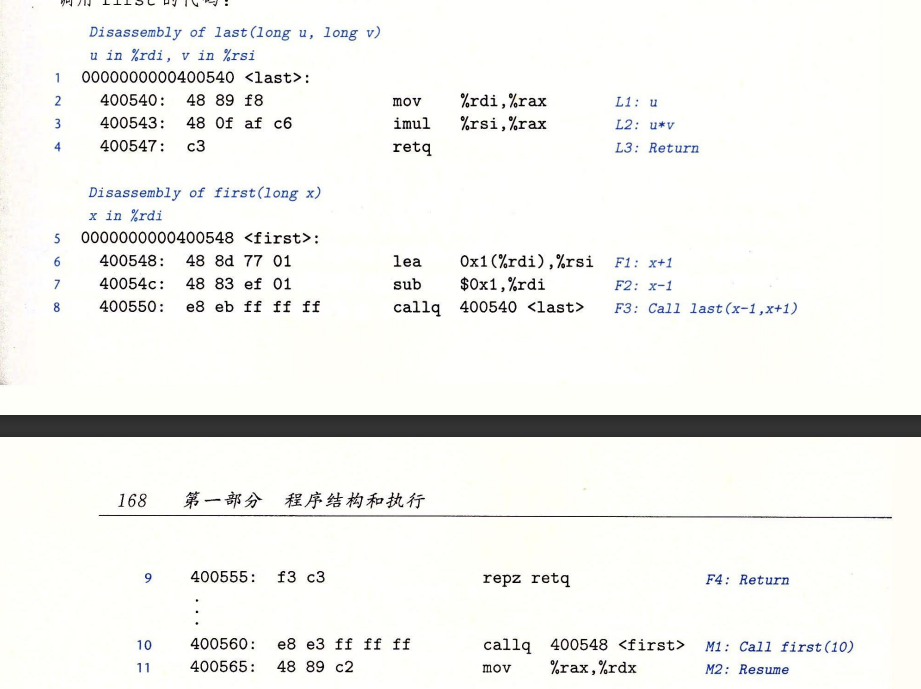 调用 first 的代码：
Disassembly of last(long u, long v)
u in %rdi, v in %rsi
1 0000000000400540 <last>:
2 400540: 48 89 f8 mov %rdi,%rax L1: u
3 400543: 48 0f af c6 imul %rsi,%rax L2: u*v
4 400547: c3 retq L3: Return
Disassembly of first(long x)
x in %rdi
5 0000000000400548 <first>:
6 400548: 48 8d 77 01 lea 0x1(%rdi),%rsi F1: x+1
7 40054c: 48 83 ef 01 sub $0x1,%rdi F2: x-1
8 400550: e8 eb ff ff ff callq 400540 <last> F3: Call last(x-1,x+1)
168 第一部分 程序结构和执行
9 400555: f3 c3 repz retq F4: Return
⋮
10 400560: e8 e3 ff ff ff callq 400548 <first> M1: Call first(10)
11 400565: 48 89 c2 mov %rax,%rdx M2: Resume